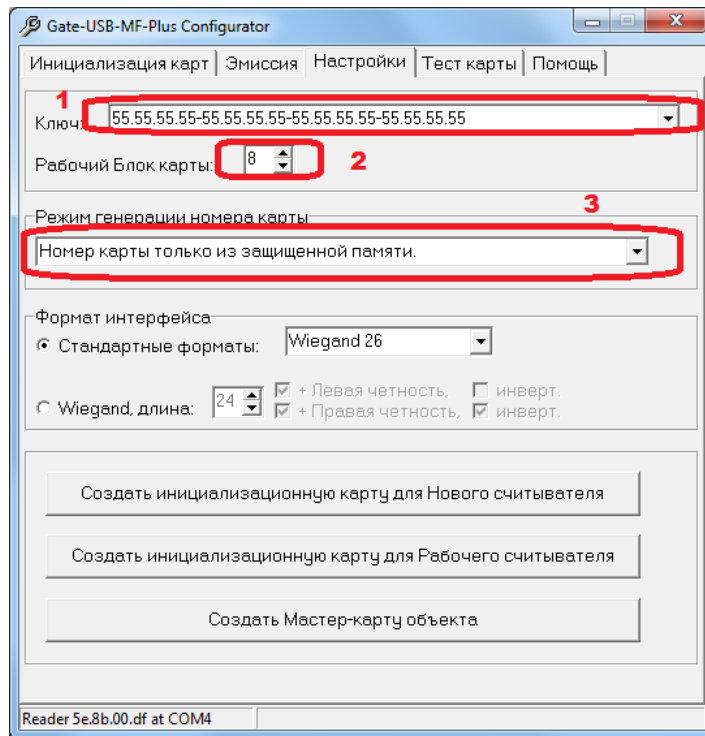 Gate-USB-MF-Plus Configurator
Инициализация карт Эмиссия Настройки Тест карты Помощь
1
Ключ: 55.55.55.55-55.55.55.55-55.55.55.55-55.55.55.55
Рабочий Блок карты: 8 2
3
Режим генерации номера карты
Номер карты только из защищенной памяти.
Формат интерфейса
Стандартные форматы: Wiegand 26
+ Левая четность, инверт.
Wiegand, длина: 24
+ Правая четность, инверт.
Создать инициализационную карту для Нового считывателя
Создать инициализационную карту для Рабочего считывателя
Создать Мастер-карту объекта
Reader 5e.8b.00.df at COM4